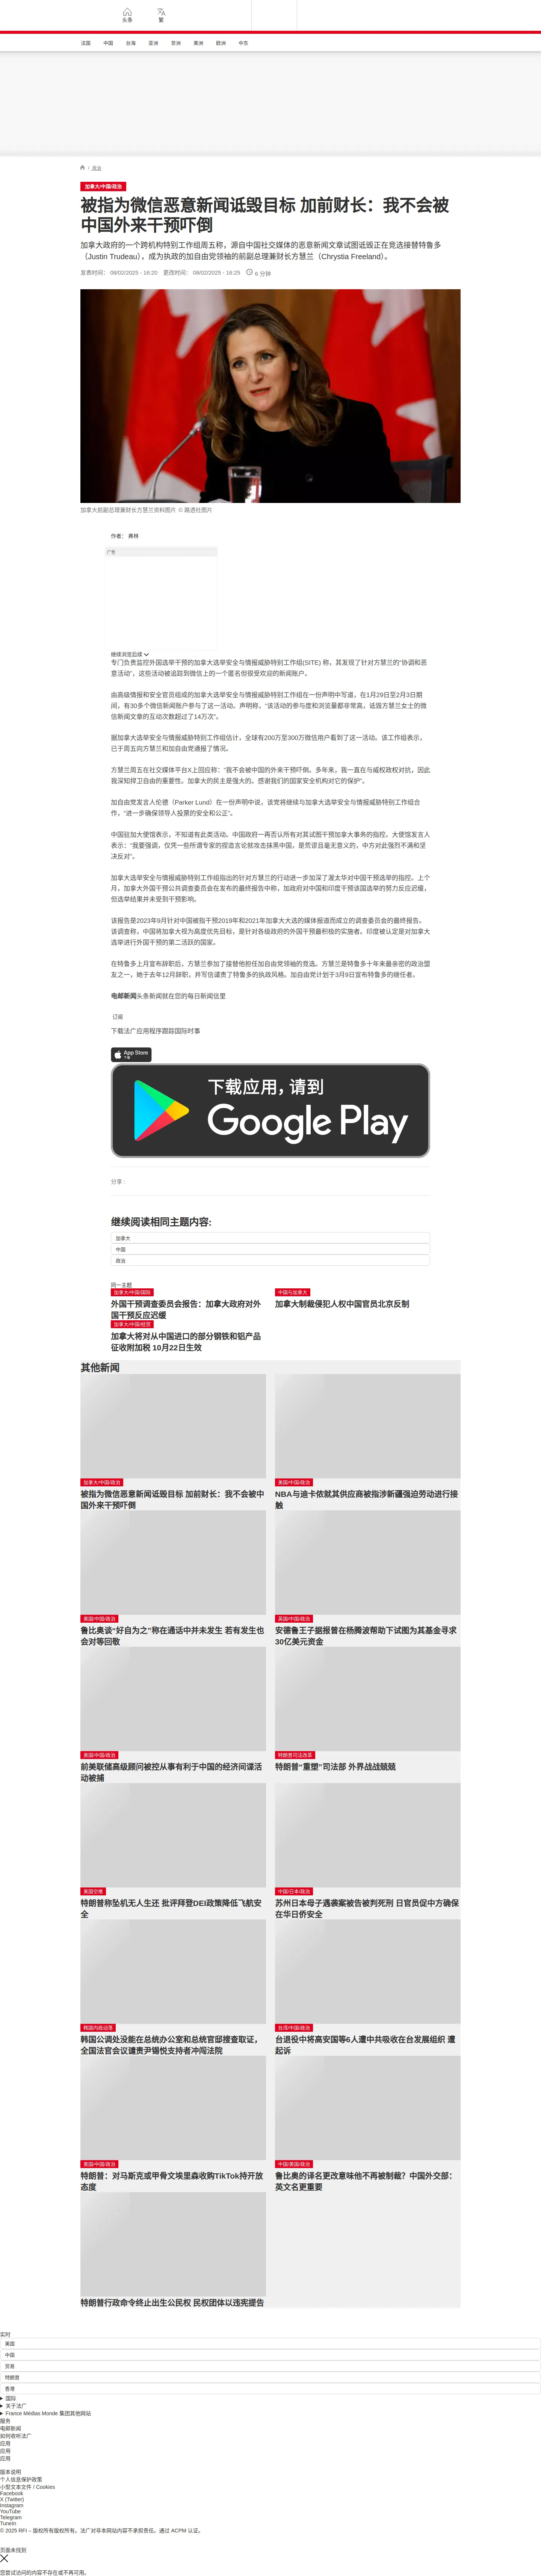 头条
繁
法国 中国 台海 亚洲 非洲 美洲 欧洲 中东
/ 政治
加拿大/中国/政治
被指为微信恶意新闻诋毁目标 加前财长：我不会被
中国外来干预吓倒
加拿大政府的一个跨机构特别工作组周五称，源自中国社交媒体的恶意新闻文章试图诋毁正在竞选接替特鲁多
（Justin Trudeau），成为执政的加自由党领袖的前副总理兼财长方慧兰（Chrystia Freeland）。
发表时间： 08/02/2025 - 16:20 更改时间： 08/02/2025 - 16:25 6 分钟
加拿大前副总理兼财长方慧兰资料图片 © 路透社图片
作者： 弗林
广告
继续浏览后续
专门负责监控外国选举干预的加拿大选举安全与情报威胁特别工作组(SITE) 称，其发现了针对方慧兰的“协调和恶
意活动”，这些活动被追踪到微信上的一个匿名但很受欢迎的新闻账户。
由高级情报和安全官员组成的加拿大选举安全与情报威胁特别工作组在一份声明中写道，在1月29日至2月3日期
间，有30多个微信新闻账户参与了这一活动。声明称，“该活动的参与度和浏览量都非常高，诋毁方慧兰女士的微
信新闻文章的互动次数超过了14万次”。
据加拿大选举安全与情报威胁特别工作组估计，全球有200万至300万微信用户看到了这一活动。该工作组表示，
已于周五向方慧兰和加自由党通报了情况。
方慧兰周五在社交媒体平台X上回应称：“我不会被中国的外来干预吓倒。多年来，我一直在与威权政权对抗，因此
我深知捍卫自由的重要性。加拿大的民主是强大的。感谢我们的国家安全机构对它的保护”。
加自由党发言人伦德（Parker Lund）在一份声明中说，该党将继续与加拿大选举安全与情报威胁特别工作组合
作，“进一步确保领导人投票的安全和公正”。
中国驻加大使馆表示，不知道有此类活动。中国政府一再否认所有对其试图干预加拿大事务的指控。大使馆发言人
表示：“我要强调，仅凭一些所谓专家的捏造言论就攻击抹黑中国，是荒谬且毫无意义的，中方对此强烈不满和坚
决反对”。
加拿大选举安全与情报威胁特别工作组指出的针对方慧兰的行动进一步加深了渥太华对中国干预选举的指控。上个
月，加拿大外国干预公共调查委员会在发布的最终报告中称，加政府对中国和印度干预该国选举的努力反应迟缓，
但选举结果并未受到干预影响。
该报告是2023年9月针对中国被指干预2019年和2021年加拿大大选的媒体报道而成立的调查委员会的最终报告。
该调查称，中国将加拿大视为高度优先目标，是针对各级政府的外国干预最积极的实施者。印度被认定是对加拿大
选举进行外国干预的第二活跃的国家。
在特鲁多上月宣布辞职后，方慧兰参加了接替他担任加自由党领袖的竞选。方慧兰是特鲁多十年来最亲密的政治盟
友之一，她于去年12月辞职，并写信谴责了特鲁多的执政风格。加自由党计划于3月9日宣布特鲁多的继任者。
电邮新闻头条新闻就在您的每日新闻信里
订阅
下载法广应用程序跟踪国际时事
App Store
下载
下载应用，请到
Google Play
分享 :
继续阅读相同主题内容:
加拿大
中国
政治
同一主题
加拿大/中国/国际
外国干预调查委员会报告：加拿大政府对外
国干预反应迟缓
中国与加拿大
加拿大制裁侵犯人权中国官员北京反制
加拿大/中国/经贸
加拿大将对从中国进口的部分钢铁和铝产品
征收附加税 10月22日生效
其他新闻
加拿大/中国/政治
被指为微信恶意新闻诋毁目标 加前财长：我不会被中
国外来干预吓倒
美国/中国/政治
NBA与迪卡侬就其供应商被指涉新疆强迫劳动进行接
触
美国/中国/政治
鲁比奥谈“好自为之”称在通话中并未发生 若有发生也
会对等回敬
英国/中国/政治
安德鲁王子据报曾在杨腾波帮助下试图为其基金寻求
30亿美元资金
美国/中国/政治
前美联储高级顾问被控从事有利于中国的经济间谍活
动被捕
特朗普司法改革
特朗普“重塑”司法部 外界战战兢兢
美国空难
特朗普称坠机无人生还 批评拜登DEI政策降低飞航安
全
中国/日本/政治
苏州日本母子遇袭案被告被判死刑 日官员促中方确保
在华日侨安全
韩国内政动荡
韩国公调处没能在总统办公室和总统官邸搜查取证，
全国法官会议谴责尹锡悦支持者冲闯法院
台湾/中国/政治
台退役中将高安国等6人遭中共吸收在台发展组织 遭
起诉
美国/中国/政治
特朗普：对马斯克或甲骨文埃里森收购TikTok持开放
态度
中国/美国/政治
鲁比奥的译名更改意味他不再被制裁？中国外交部：
英文名更重要
特朗普行政命令终止出生公民权 民权团体以违宪提告
实时
美国
中国
贸易
特朗普
香港
国际
关于法广
France Médias Monde 集团其他网站
服务
电邮新闻
如何收听法广
应用
应用
应用
版本说明
个人信息保护政策
小型文本文件 / Cookies
Facebook
X (Twitter)
Instagram
YouTube
Telegram
TuneIn
© 2025 RFI – 版权所有版权所有。法广对非本网站内容不承担责任。通过 ACPM 认证。
页面未找到
您尝试访问的内容不存在或不再可用。